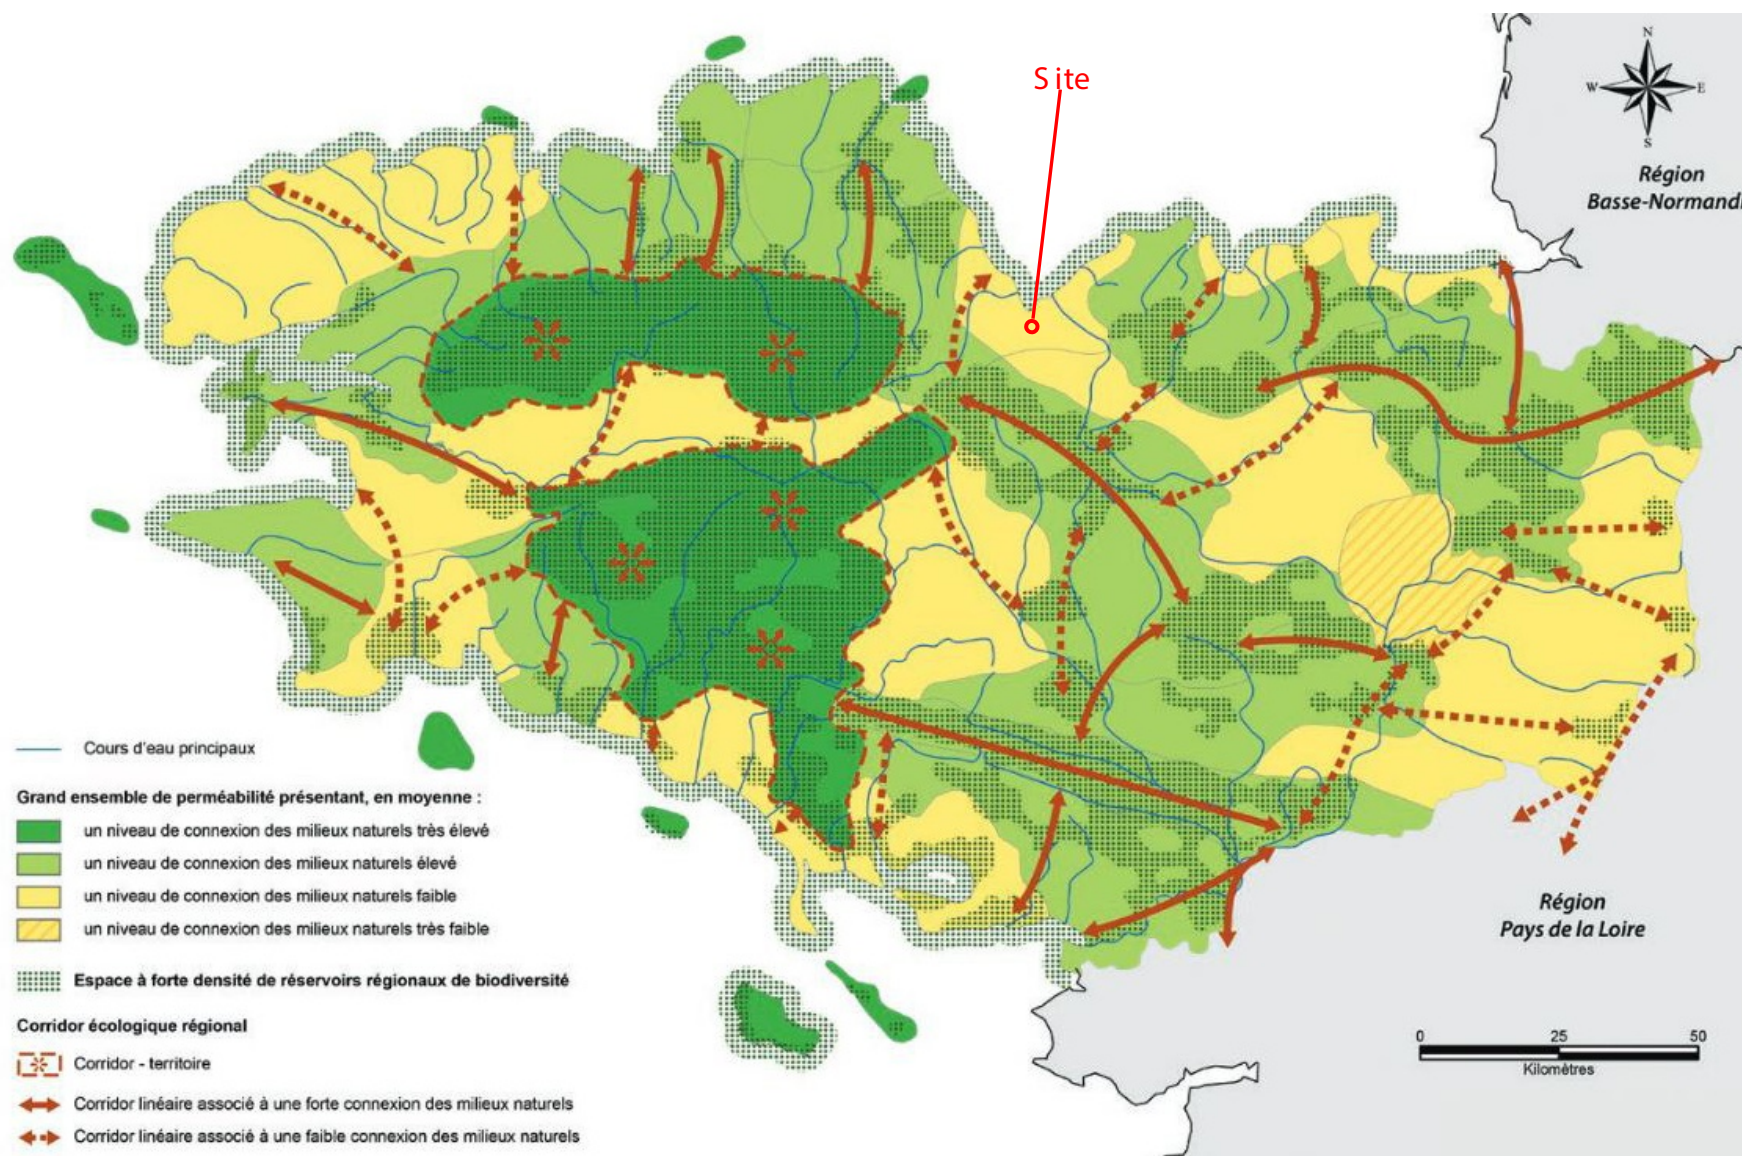 Site
N
W
E
S
Région
Basse-Normandi
Cours d'eau principaux
Grand ensemble de perméabilité présentant, en moyenne :
un niveau de connexion des milieux naturels très élevé
un niveau de connexion des milieux naturels élevé
un niveau de connexion des milieux naturels faible
un niveau de connexion des milieux naturels très faible
Espace à forte densité de réservoirs régionaux de biodiversité
Corridor écologique régional
Corridor - territoire
Corridor linéaire associé à une forte connexion des milieux naturels
Corridor linéaire associé à une faible connexion des milieux naturels
Région
Pays de la Loire
0 25 50
Kilomètres